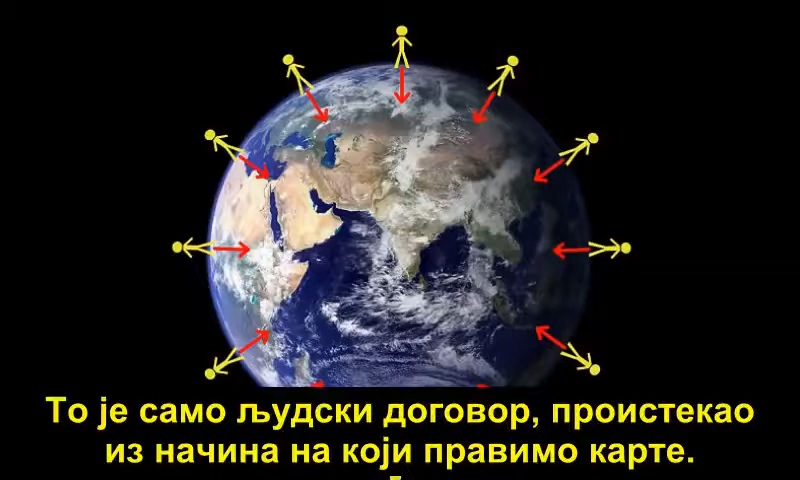 То је само људски договор, проистекао
из начина на који правимо карте.